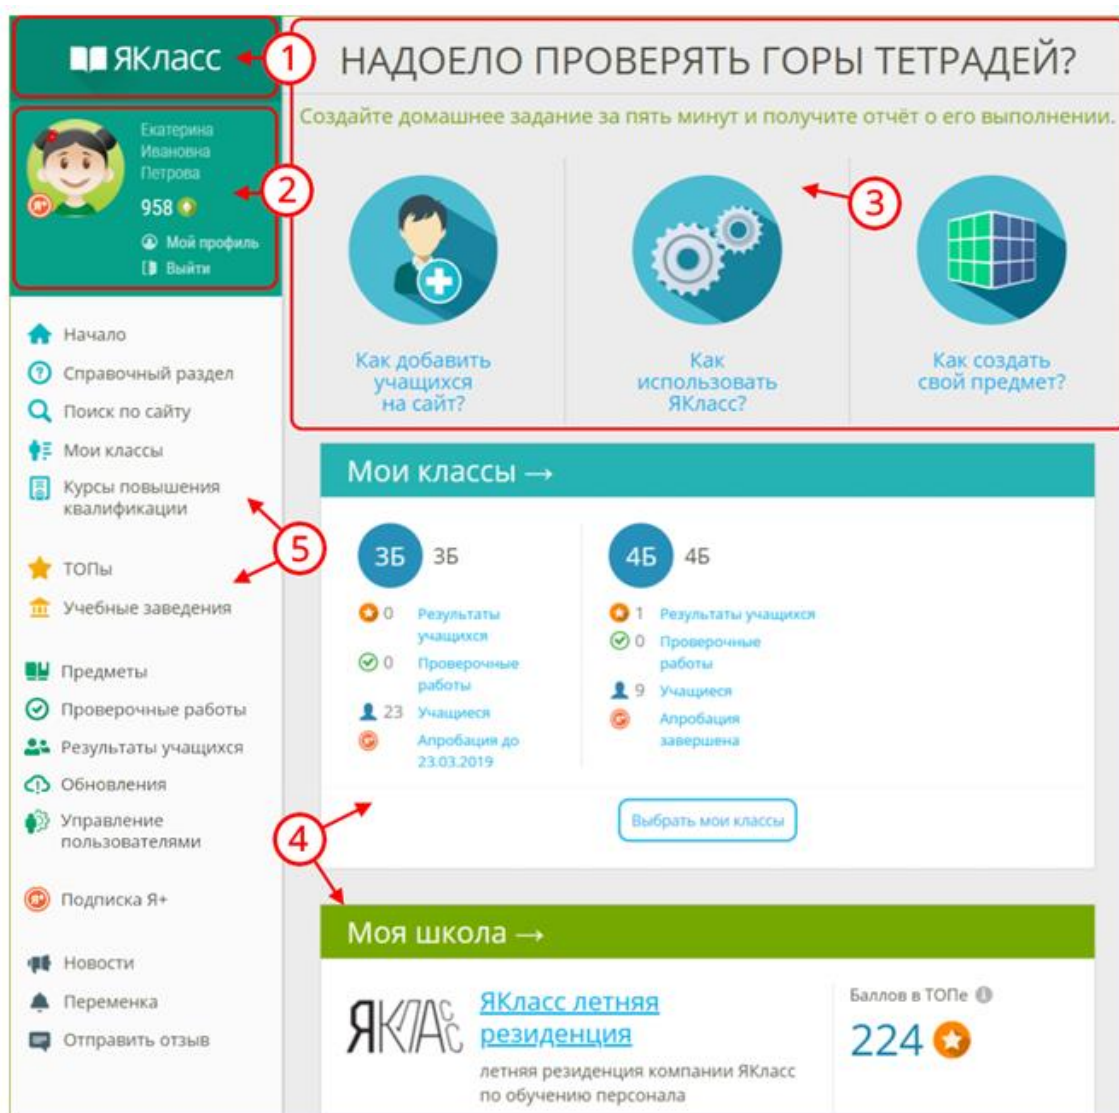 ЯКласс
1
Екатерина
Ивановна
Петрова
958
2
Мой профиль
Выйти
НАДОЕЛО ПРОВЕРЯТЬ ГОРЫ ТЕТРАДЕЙ?
Создайте домашнее задание за пять минут и получите отчёт о его выполнении.
3
Как добавить
учащихся
на сайт?
Как
использовать
ЯКласс?
Как создать
свой предмет?
Начало
Справочный раздел
Поиск по сайту
Мои классы
Курсы повышения
квалификации
5
ТОПы
Учебные заведения
Предметы
Проверочные работы
Результаты учащихся
Обновления
Управление
пользователями
Я+ Подписка Я+
Новости
Переменка
Отправить отзыв
Мои классы →
3Б 3Б
0 Результаты
учащихся
0 Проверочные
работы
23 Учащиеся
Апробация до
23.03.2019
4Б 4Б
1 Результаты учащихся
0 Проверочные
работы
9 Учащиеся
Апробация
завершена
4
Выбрать мои классы
Моя школа →
ЯКЛАСС
ЯКласс летняя
резиденция
летняя резиденция компании ЯКласс
по обучению персонала
Баллов в ТОПе
224